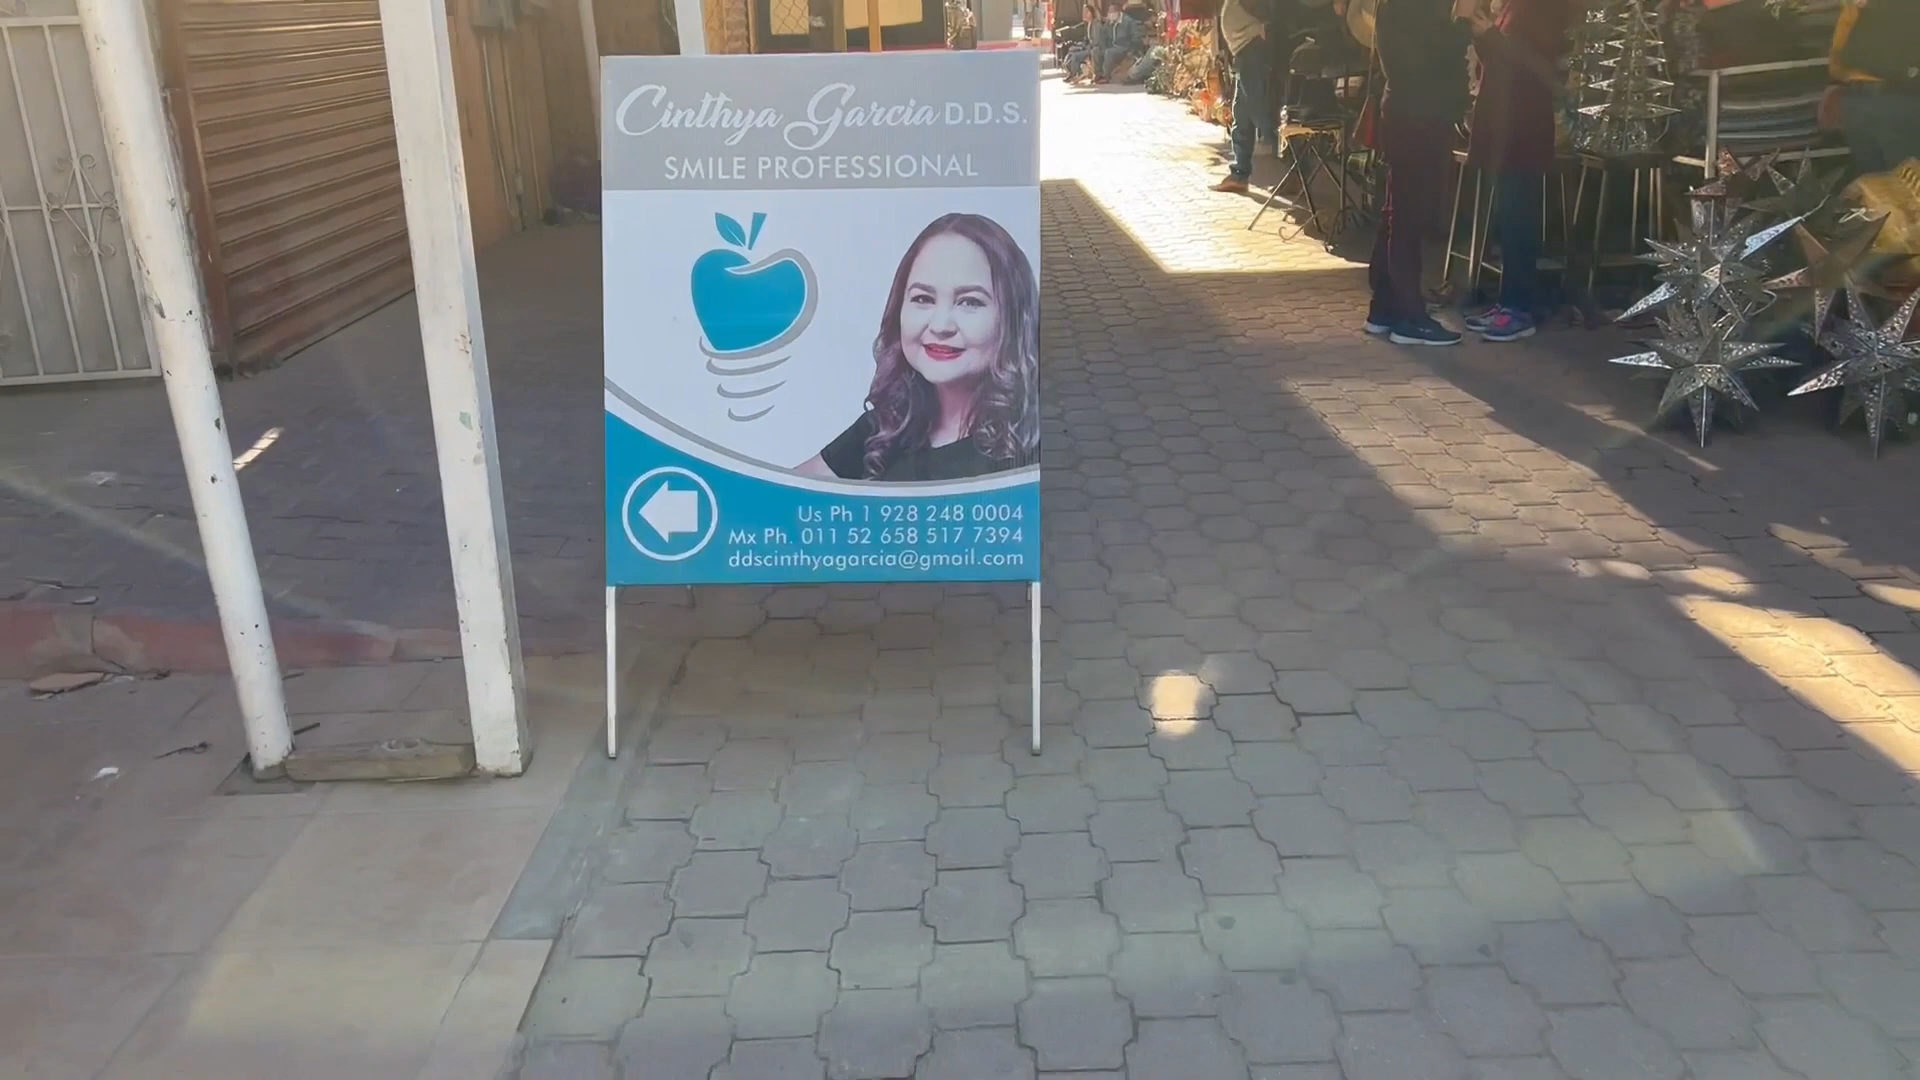 Cinthya Garcia D.D.S.
SMILE PROFESSIONAL
Us Ph 1 928 248 0004
Mx Ph. 011 52 658 517 7394
ddscinthyagarcia@gmail.com